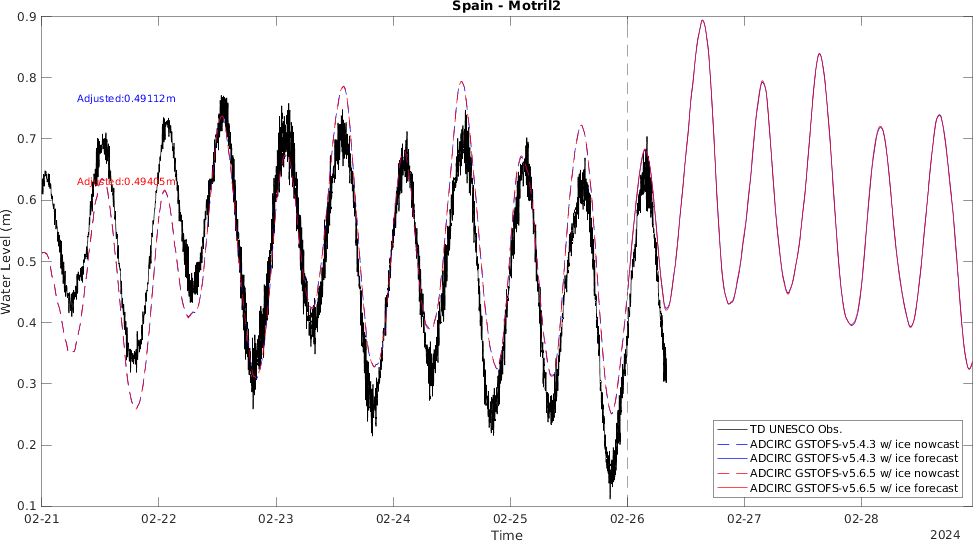 Spain - Motril2
0.9
0.8
0.7
0.6
0.5
0.4
0.3
0.2
0.1
Water Level (m)
Adjusted:0.49112m
Adjusted:0.49405m
TD UNESCO Obs.
ADCIRC GSTOFS-v5.4.3 w/ ice nowcast
ADCIRC GSTOFS-v5.4.3 w/ ice forecast
ADCIRC GSTOFS-v5.6.5 w/ ice nowcast
ADCIRC GSTOFS-v5.6.5 w/ ice forecast
02-21 02-22 02-23 02-24 02-25 02-26 02-27 02-28
Time
2024